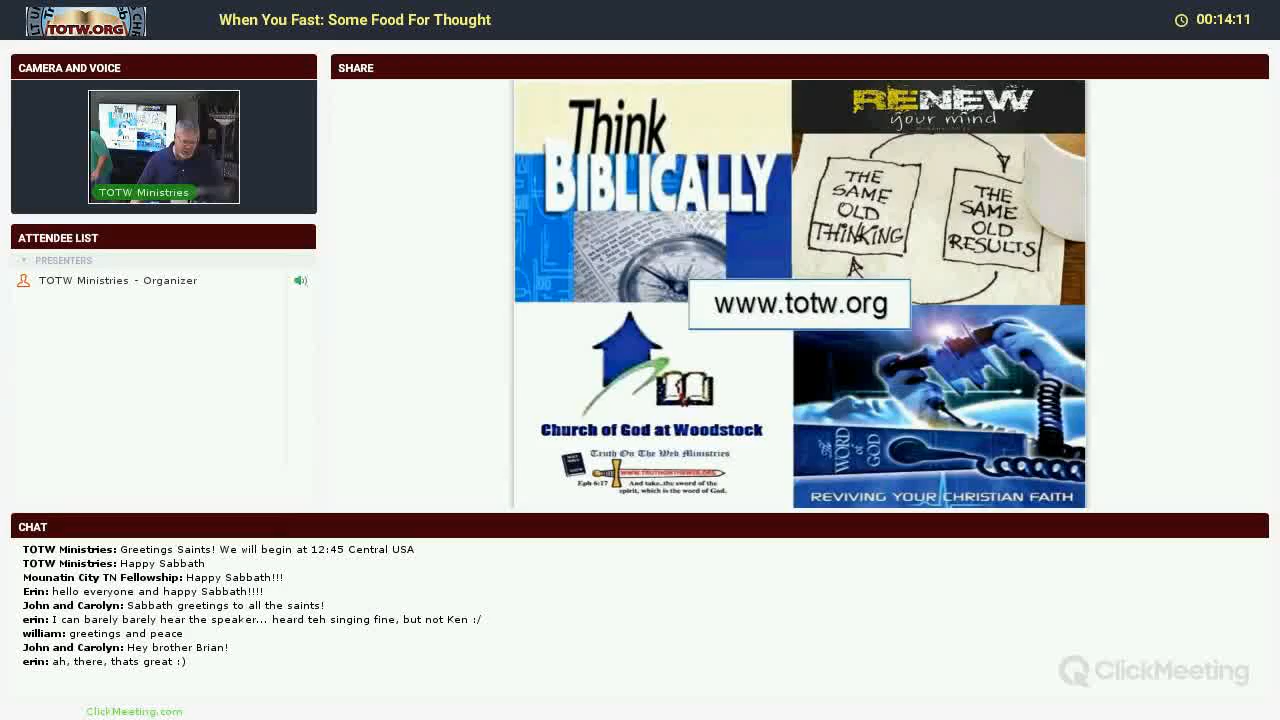 TOTW.ORG
When You Fast: Some Food For Thought
00:14:11
CAMERA AND VOICE
TOTW Ministries
ATTENDEE LIST
PRESENTERS
TOTW Ministries - Organizer
SHARE
Think
BIBLICALLY
RENEW
your mind
THE
SAME
OLD
THINKING
THE
SAME
OLD
RESULTS
www.totw.org
Church of God at Woodstock
Truth On The Web Ministries
WWW.TRUTHONTHEWEB.ORG
Eph 6:17 And take..the sword of the
spirit, which is the word of God.
The
WORD
of
GOD
REVIVING YOUR CHRISTIAN FAITH
CHAT
TOTW Ministries: Greetings Saints! We will begin at 12:45 Central USA
TOTW Ministries: Happy Sabbath
Mounatin City TN Fellowship: Happy Sabbath!!!
Erin: hello everyone and happy Sabbath!!!!
John and Carolyn: Sabbath greetings to all the saints!
erin: I can barely barely hear the speaker... heard teh singing fine, but not Ken :/
william: greetings and peace
John and Carolyn: Hey brother Brian!
erin: ah, there, thats great :)
ClickMeeting
ClickMeeting.com